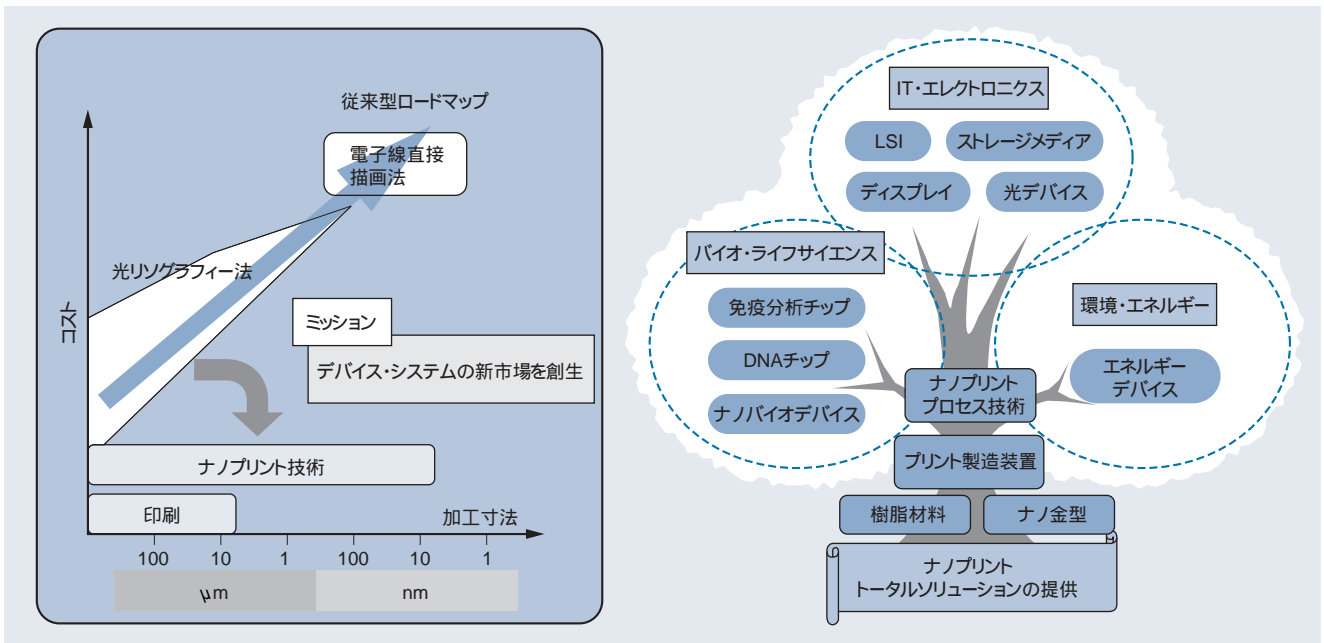 従来型ロードマップ
電子線直接
描画法
光リソグラフィー法
コスト
ミッション
デバイス・システムの新市場を創生
ナノプリント技術
印刷
加工寸法
100 10 1 100 10 1
μm nm
IT・エレクトロニクス
LSI ストレージメディア
ディスプレイ 光デバイス
バイオ・ライフサイエンス
免疫分析チップ
DNAチップ
ナノバイオデバイス
環境・エネルギー
エネルギー
デバイス
ナノプリント
プロセス技術
プリント製造装置
樹脂材料 ナノ金型
ナノプリント
トータルソリューションの提供